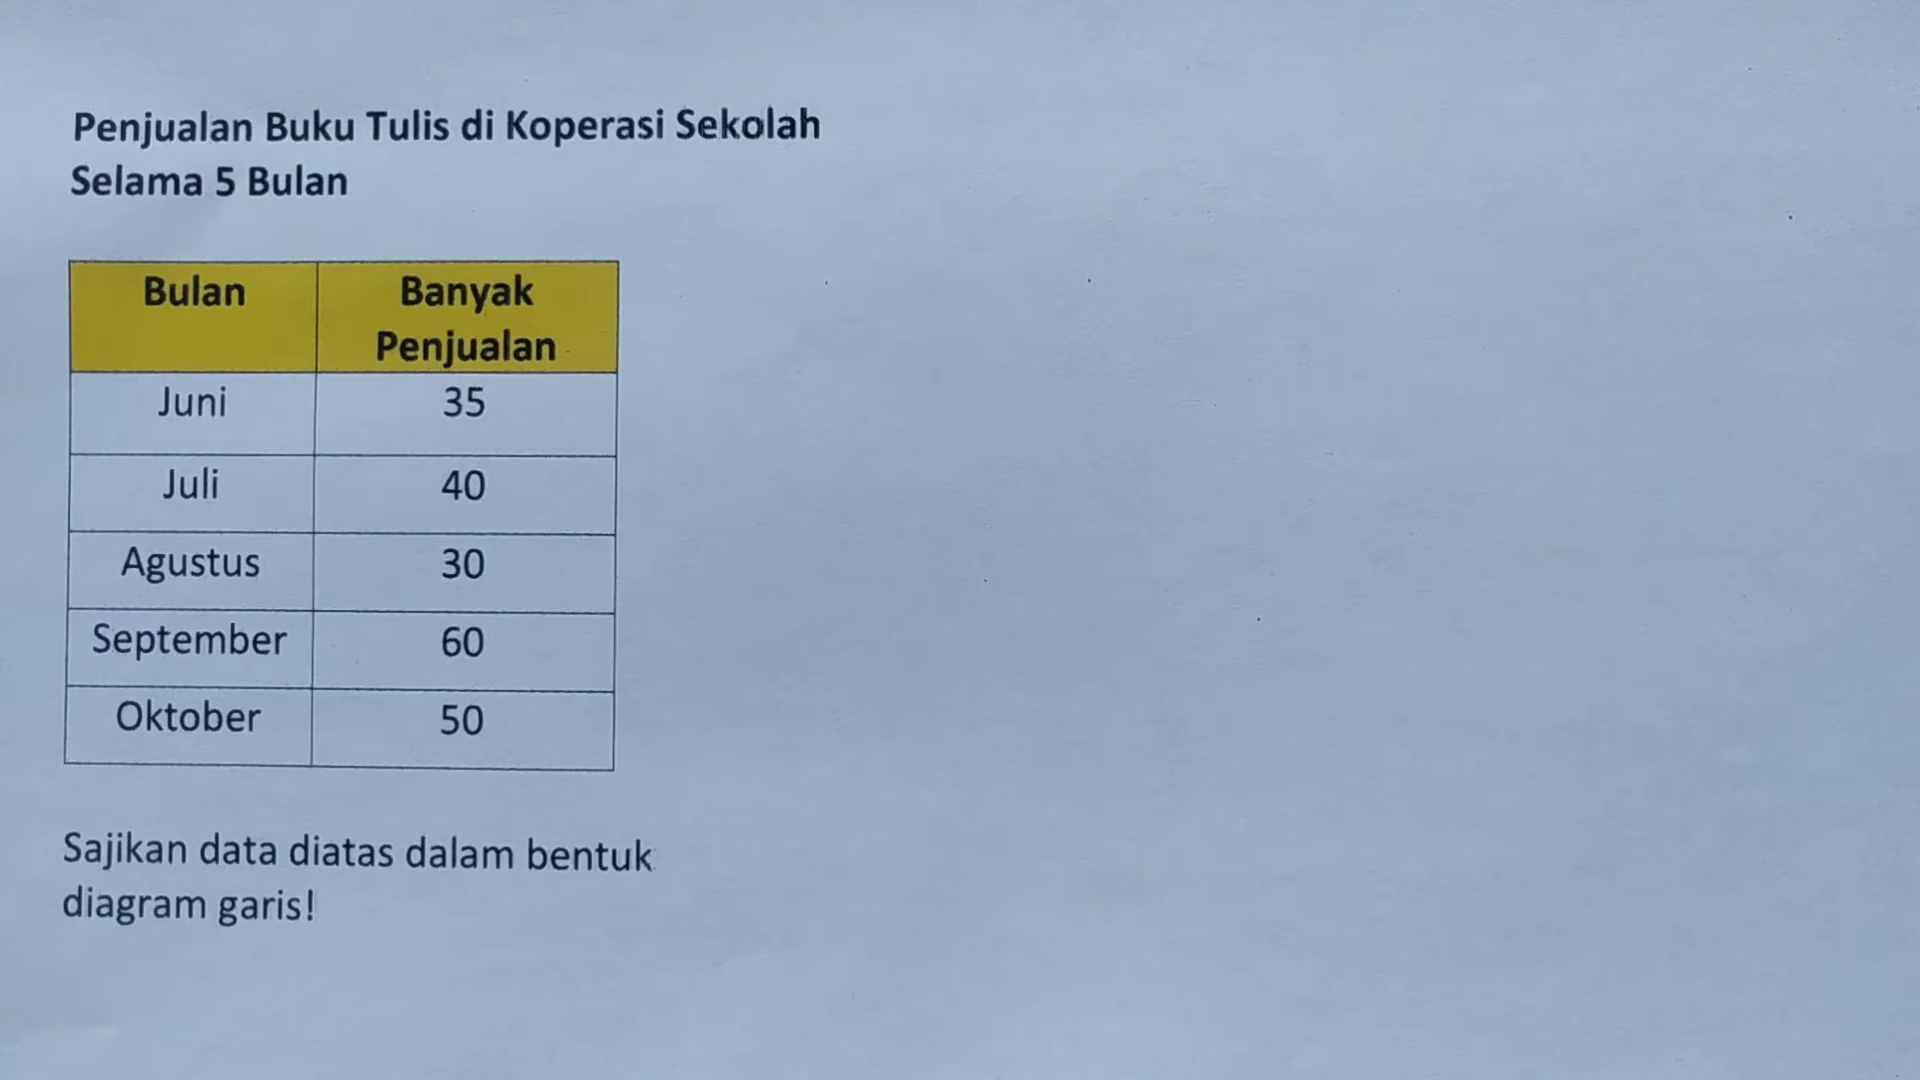 Penjualan Buku Tulis di Koperasi Sekolah
Selama 5 Bulan
Bulan Banyak
Penjualan
Juni 35
Juli 40
Agustus 30
September 60
Oktober 50
Sajikan data diatas dalam bentuk
diagram garis!